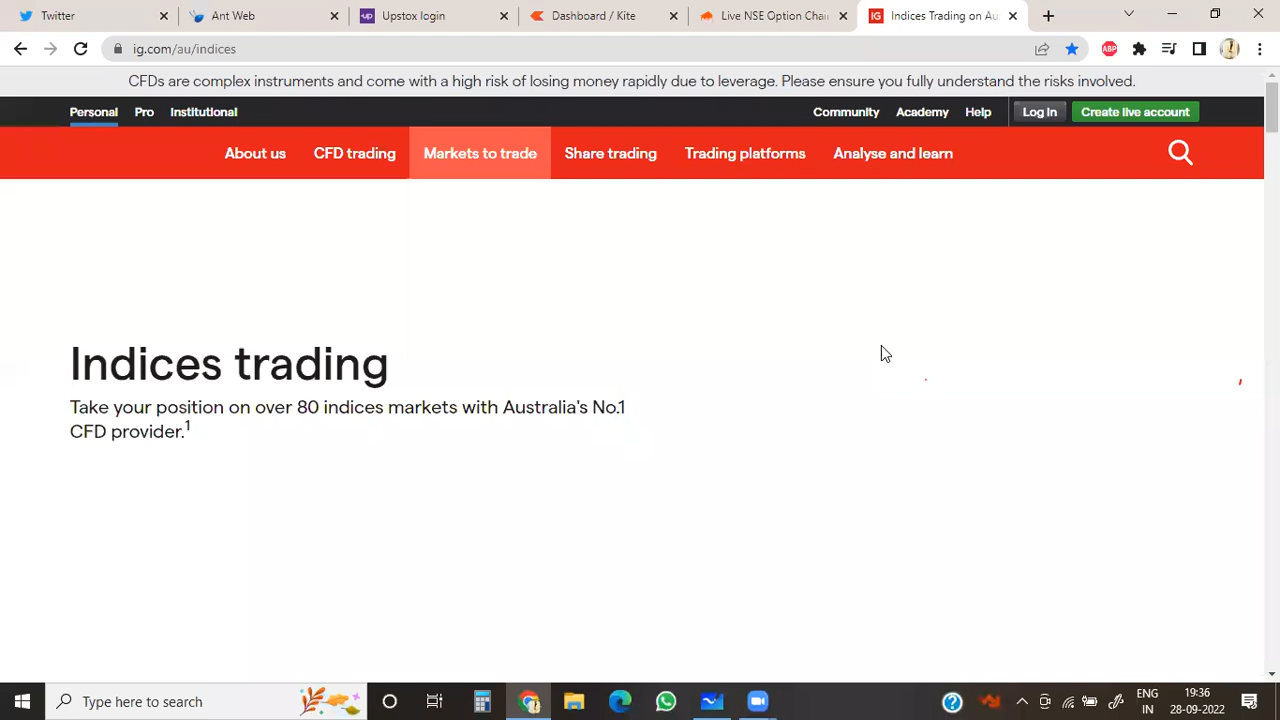 Twitter
Ant Web
Upstox login
Dashboard / Kite
Live NSE Option Chai
IG Indices Trading on Au
ig.com/au/indices
ABP
CFDs are complex instruments and come with a high risk of losing money rapidly due to leverage. Please ensure you fully understand the risks involved.
Personal Pro Institutional Community Academy Help Log in Create live account
About us CFD trading Markets to trade Share trading Trading platforms Analyse and learn
Indices trading
Take your position on over 80 indices markets with Australia's No.1
CFD provider.1
Type here to search
ENG
IN
19:36
28-09-2022